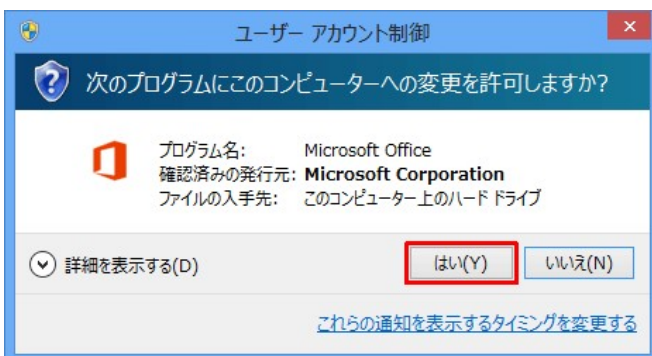 ユーザー アカウント制御
次のプログラムにこのコンピューターへの変更を許可しますか?
プログラム名: Microsoft Office
確認済みの発行元: Microsoft Corporation
ファイルの入手先: このコンピューター上のハード ドライブ
詳細を表示する(D) はい(Y) いいえ(N)
これらの通知を表示するタイミングを変更する